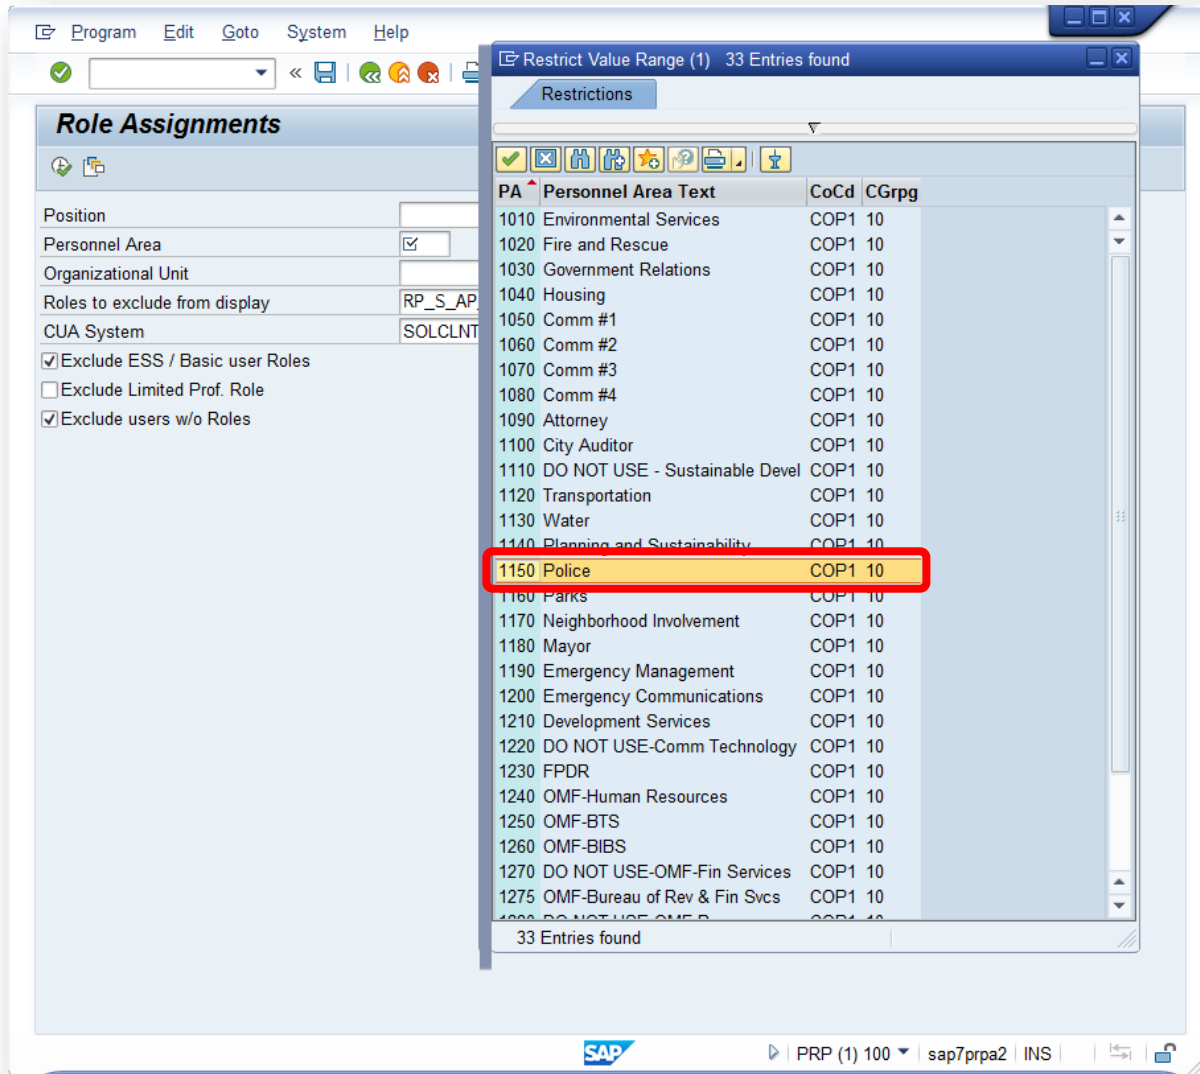 Program Edit Goto System Help
Role Assignments
Position
Personnel Area
Organizational Unit
Roles to exclude from display RP_S_AP_
CUA System SOLCLNT
Exclude ESS / Basic user Roles
Exclude Limited Prof. Role
Exclude users w/o Roles
Restrict Value Range (1) 33 Entries found
Restrictions
PA Personnel Area Text CoCd CGrpg
1010 Environmental Services COP1 10
1020 Fire and Rescue COP1 10
1030 Government Relations COP1 10
1040 Housing COP1 10
1050 Comm #1 COP1 10
1060 Comm #2 COP1 10
1070 Comm #3 COP1 10
1080 Comm #4 COP1 10
1090 Attorney COP1 10
1100 City Auditor COP1 10
1110 DO NOT USE - Sustainable Devel COP1 10
1120 Transportation COP1 10
1130 Water COP1 10
1140 Planning and Sustainability COP1 10
1150 Police COP1 10
1160 Parks COP1 10
1170 Neighborhood Involvement COP1 10
1180 Mayor COP1 10
1190 Emergency Management COP1 10
1200 Emergency Communications COP1 10
1210 Development Services COP1 10
1220 DO NOT USE-Comm Technology COP1 10
1230 FPDR COP1 10
1240 OMF-Human Resources COP1 10
1250 OMF-BTS COP1 10
1260 OMF-BIBS COP1 10
1270 DO NOT USE-OMF-Fin Services COP1 10
1275 OMF-Bureau of Rev & Fin Svcs COP1 10
DO NOT USE
33 Entries found
SAP PRP (1) 100 sap7prpa2 INS